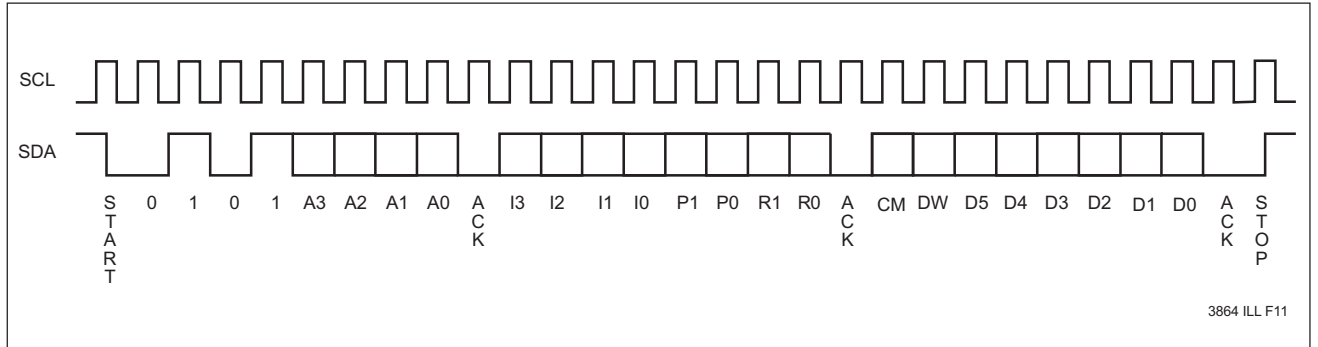 SCL
SDA
START 0 1 0 1 A3 A2 A1 A0 ACK I3 I2 I1 I0 P1 P0 R1 R0 ACK CM DW D5 D4 D3 D2 D1 D0 ACK STOP
3864 ILL F11